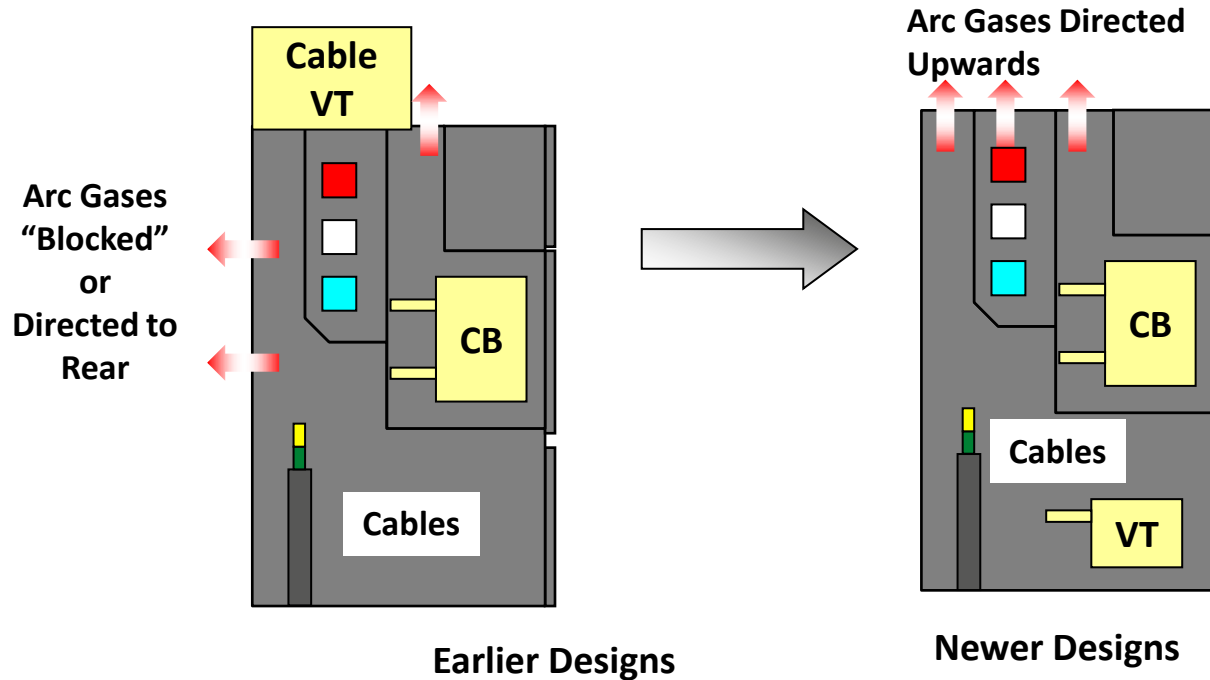 Cable
VT
Arc Gases
“Blocked”
or
Directed to
Rear
CB
Cables
Earlier Designs
Arc Gases Directed
Upwards
CB
Cables
VT
Newer Designs